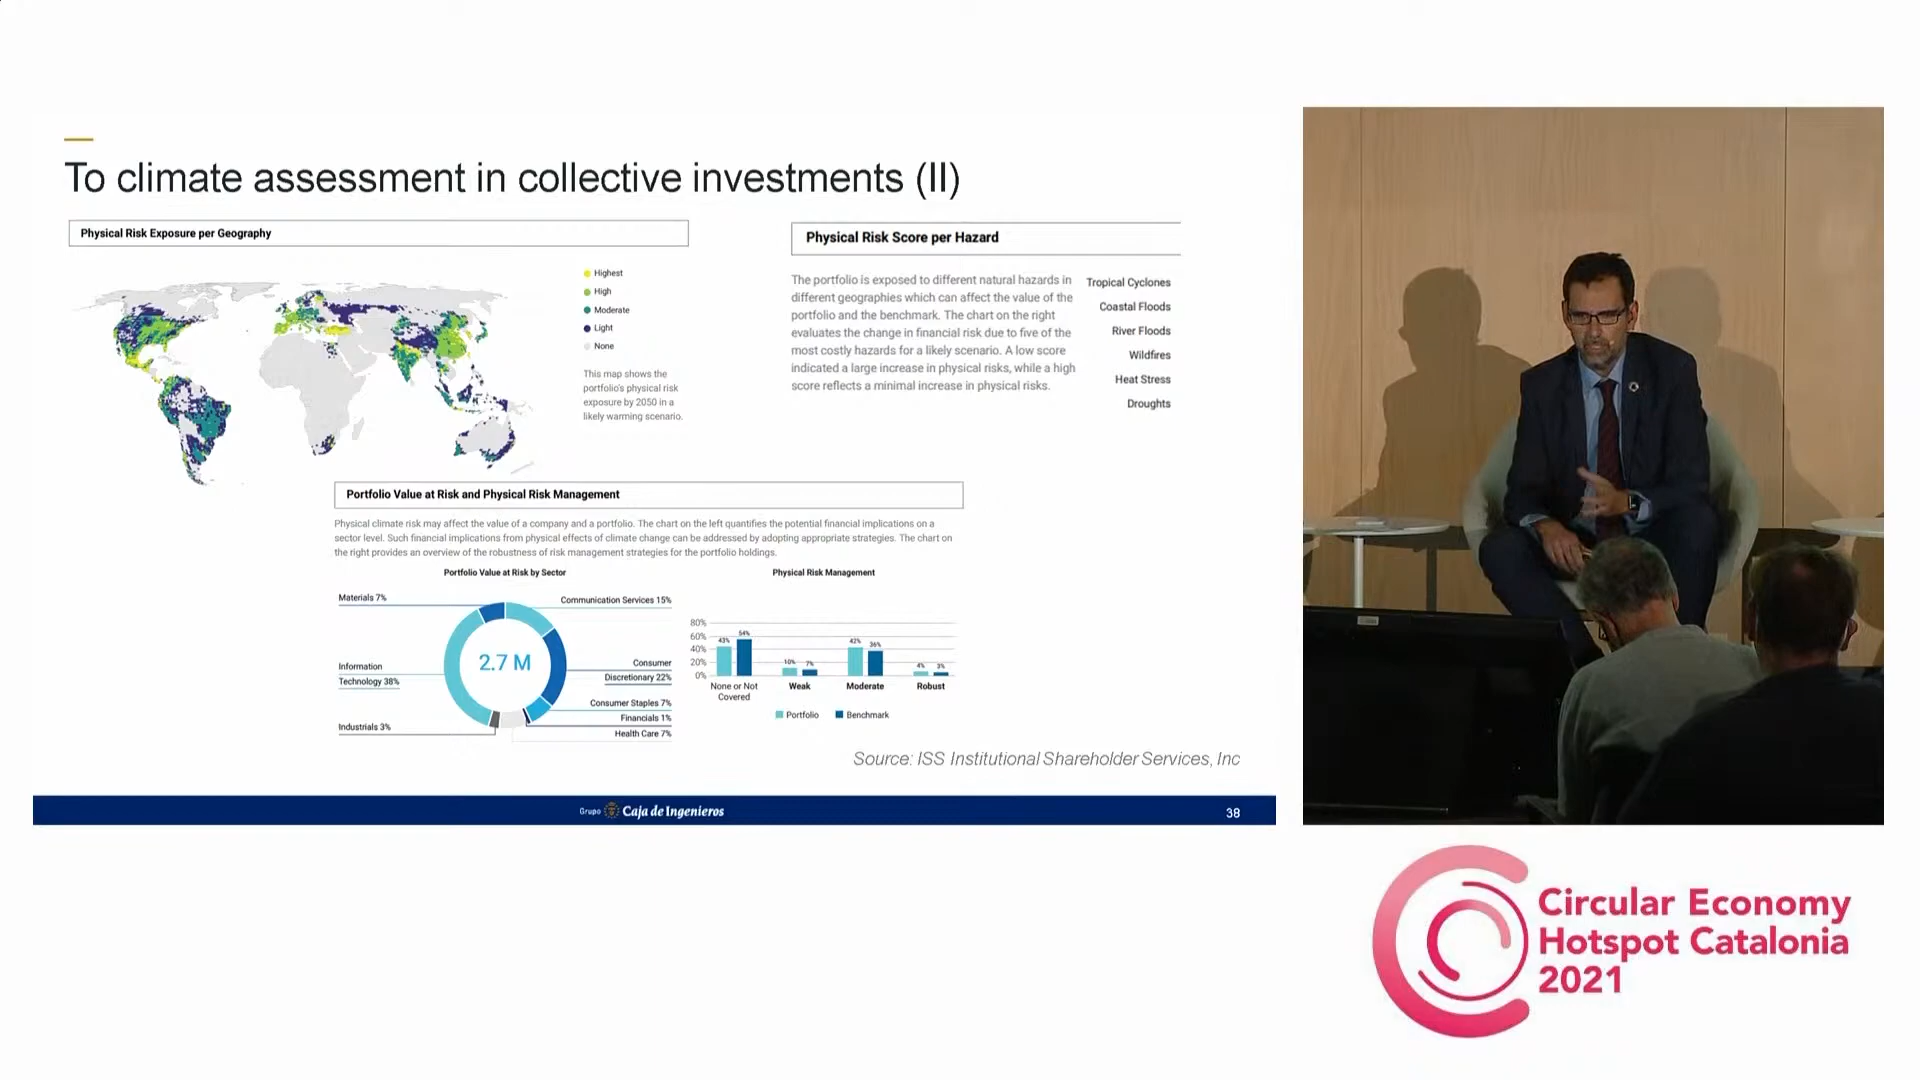 To climate assessment in collective investments (II)
Physical Risk Exposure per Geography
Highest
High
Moderate
Light
None
This map shows the
portfolio's physical risk
exposure by 2050 in a
likely warming scenario.
Physical Risk Score per Hazard
The portfolio is exposed to different natural hazards in
different geographies which can affect the value of the
portfolio and the benchmark. The chart on the right
evaluates the change in financial risk due to five of the
most costly hazards for a likely scenario. A low score
indicated a large increase in physical risks, while a high
score reflects a minimal increase in physical risks.
Tropical Cyclones
Coastal Floods
River Floods
Wildfires
Heat Stress
Droughts
Portfolio Value at Risk and Physical Risk Management
Physical climate risk may affect the value of a company and a portfolio. The chart on the left quantifies the potential financial implications on a
sector level. Such financial implications from physical effects of climate change can be addressed by adopting appropriate strategies. The chart on
the right provides an overview of the robustness of risk management strategies for the portfolio holdings.
Portfolio Value at Risk by Sector
Materials 7%
Communication Services 15%
Information
Technology 38%
2.7 M
Consumer
Discretionary 22%
Consumer Staples 7%
Financials 1%
Health Care 7%
Industrials 3%
Physical Risk Management
80%
60%
40%
20%
0%
43%
54%
10%
7%
42%
36%
4%
3%
None or Not
Covered
Weak
Moderate
Robust
Portfolio
Benchmark
Source: ISS Institutional Shareholder Services, Inc
Grupo Caja de Ingenieros
38
Circular Economy
Hotspot Catalonia
2021